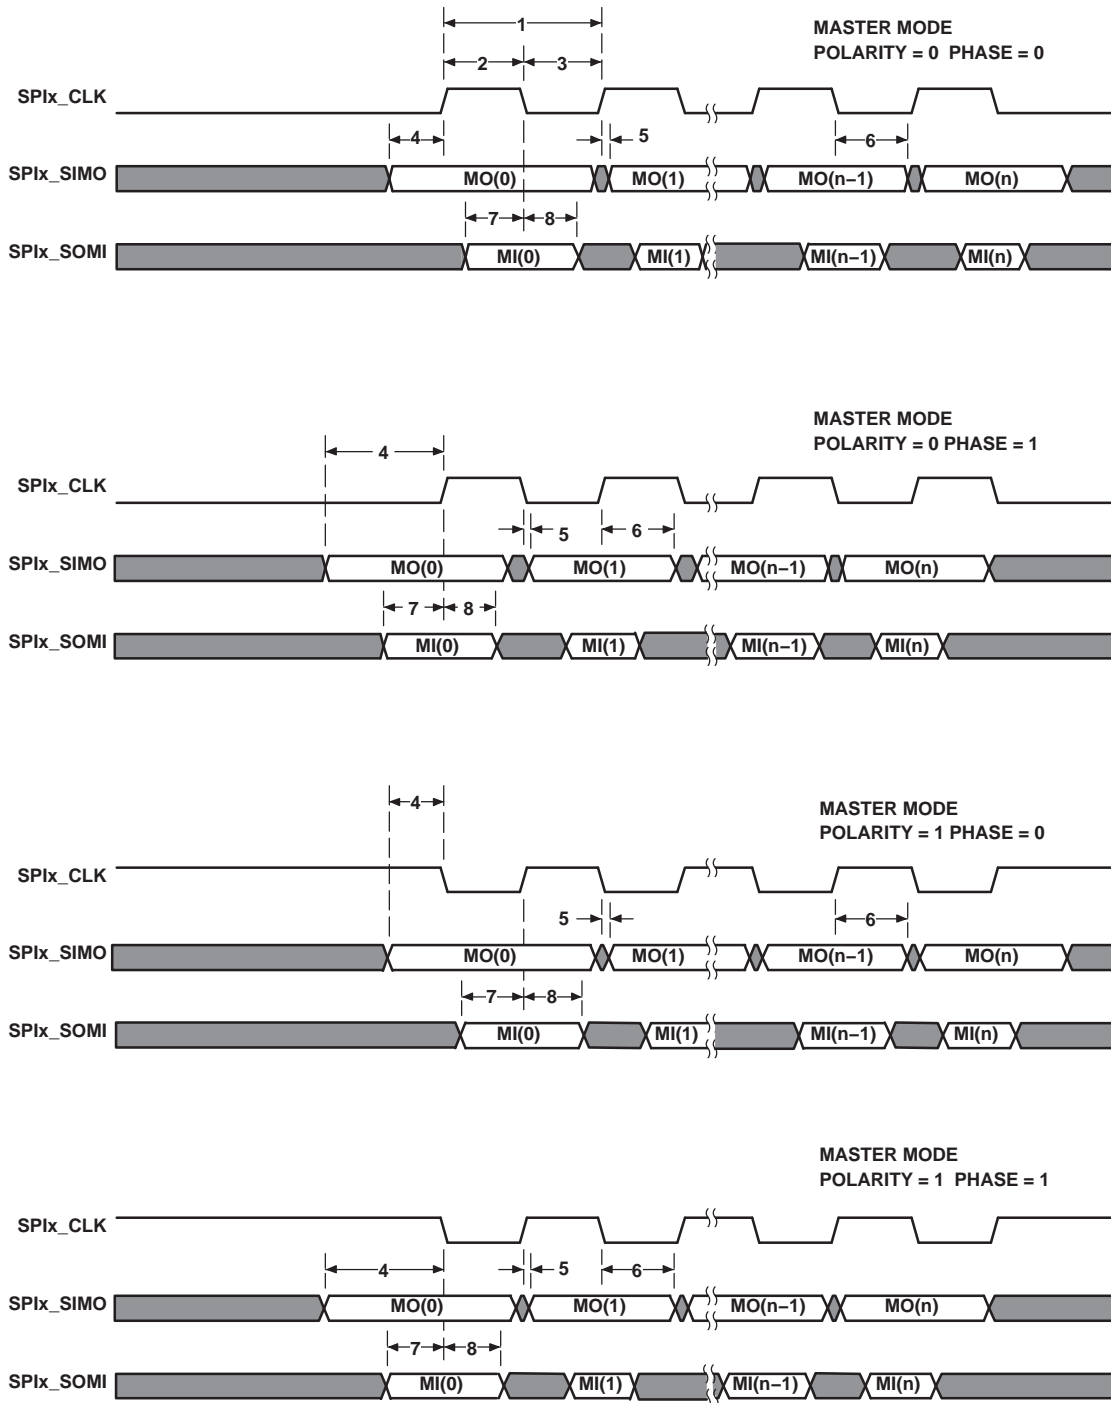 1
MASTER MODE
POLARITY = 0 PHASE = 0
2
3
SPIx_CLK
4
5
6
SPIx_SIMO
MO(0)
MO(1)
MO(n−1)
MO(n)
7
8
SPIx_SOMI
MI(0)
MI(1)
MI(n−1)
MI(n)
MASTER MODE
POLARITY = 0 PHASE = 1
4
SPIx_CLK
5
6
SPIx_SIMO
MO(0)
MO(1)
MO(n−1)
MO(n)
7
8
SPIx_SOMI
MI(0)
MI(1)
MI(n−1)
MI(n)
4
MASTER MODE
POLARITY = 1 PHASE = 0
SPIx_CLK
5
6
SPIx_SIMO
MO(0)
MO(1)
MO(n−1)
MO(n)
7
8
SPIx_SOMI
MI(0)
MI(1)
MI(n−1)
MI(n)
MASTER MODE
POLARITY = 1 PHASE = 1
SPIx_CLK
4
5
6
SPIx_SIMO
MO(0)
MO(1)
MO(n−1)
MO(n)
7
8
SPIx_SOMI
MI(0)
MI(1)
MI(n−1)
MI(n)